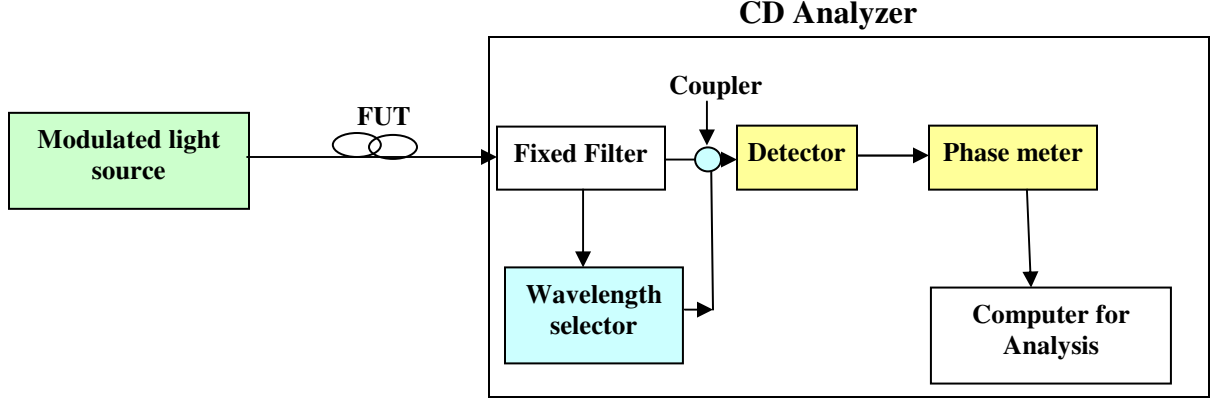 CD Analyzer
Coupler
FUT
Modulated light
source
Fixed Filter
Detector
Phase meter
Wavelength
selector
Computer for
Analysis